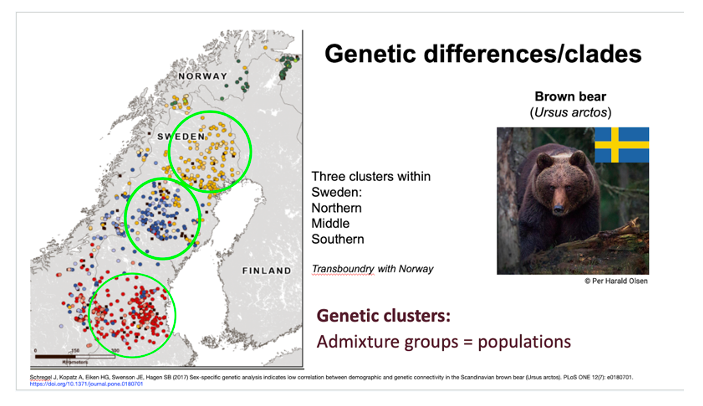 Genetic differences/clades
NORWAY
SWEDEN
FINLAND
Brown bear
(Ursus arctos)
Three clusters within
Sweden:
Northern
Middle
Southern
Transboundry with Norway
© Per Harald Olsen
Genetic clusters:
Admixture groups = populations
0
Kilometers
Schregel J, Kopatz A, Eiken HG, Swenson JE, Hagen SB (2017) Sex-specific genetic analysis indicates low correlation between demographic and genetic connectivity in the Scandinavian brown bear (Ursus arctos). PLoS ONE 12(7): e0180701.
https://doi.org/10.1371/journal.pone.0180701